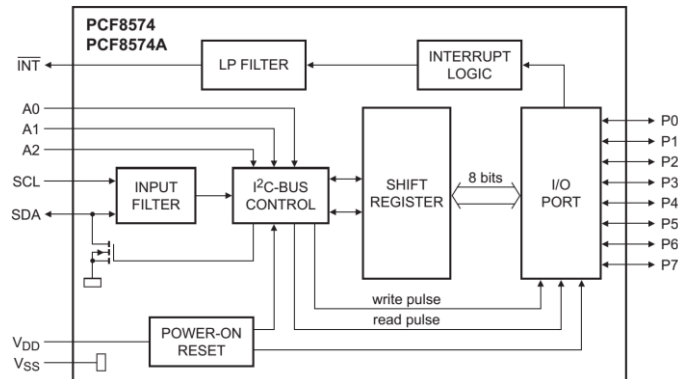 PCF8574
PCF8574A
INT
LP FILTER
INTERRUPT
LOGIC
A0
A1
A2
SCL
SDA
INPUT
FILTER
I²C-BUS
CONTROL
SHIFT
REGISTER
8 bits
I/O
PORT
P0
P1
P2
P3
P4
P5
P6
P7
write pulse
read pulse
POWER-ON
RESET
VDD
VSS